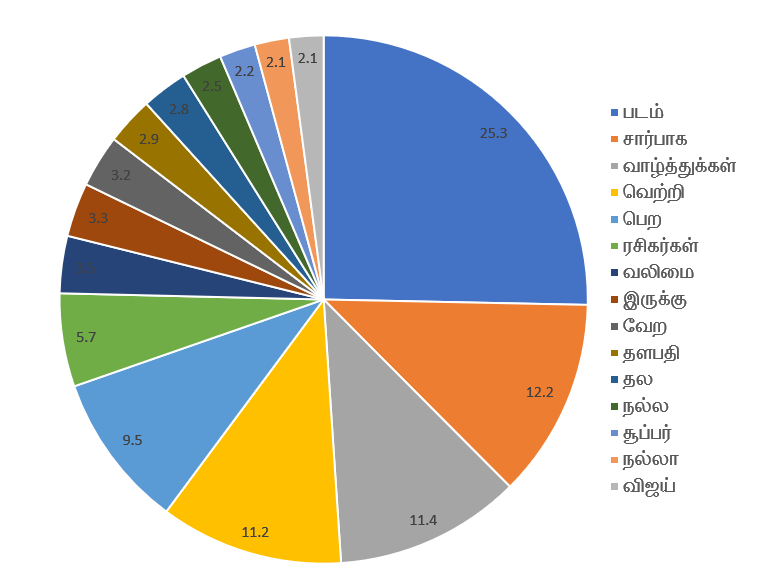 2.1
2.1
2.2
2.5
2.8
2.9
3.2
3.3
5.7
9.5
11.2
11.4
12.2
25.3
படம்
சார்பாக
வாழ்த்துக்கள்
வெற்றி
பெற
ரசிகர்கள்
வலிமை
இருக்கு
வேற
தளபதி
தல
நல்ல
சூப்பர்
நல்லா
விஜய்